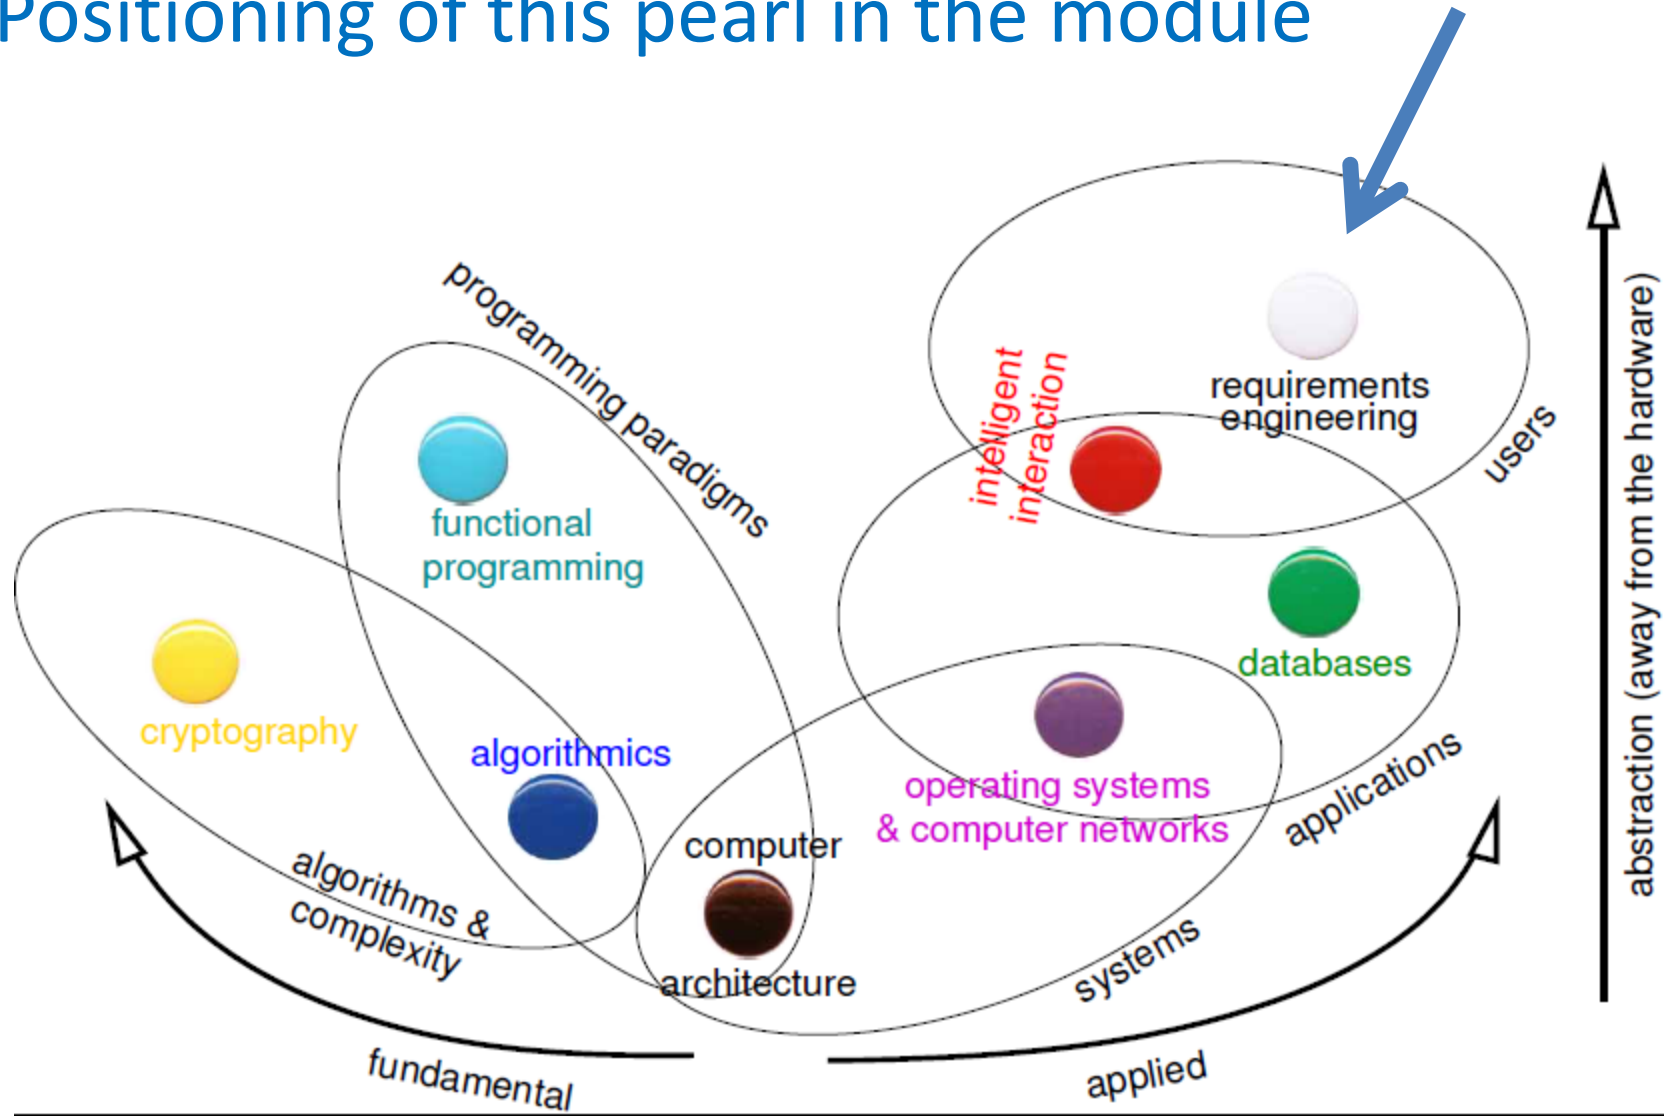 Positioning of this pearl in the module
programming paradigms
intelligent
interaction
requirements
engineering
users
abstraction (away from the hardware)
functional
programming
cryptography
algorithmics
databases
operating systems
& computer networks
applications
computer
architecture
algorithms &
complexity
systems
fundamental
applied